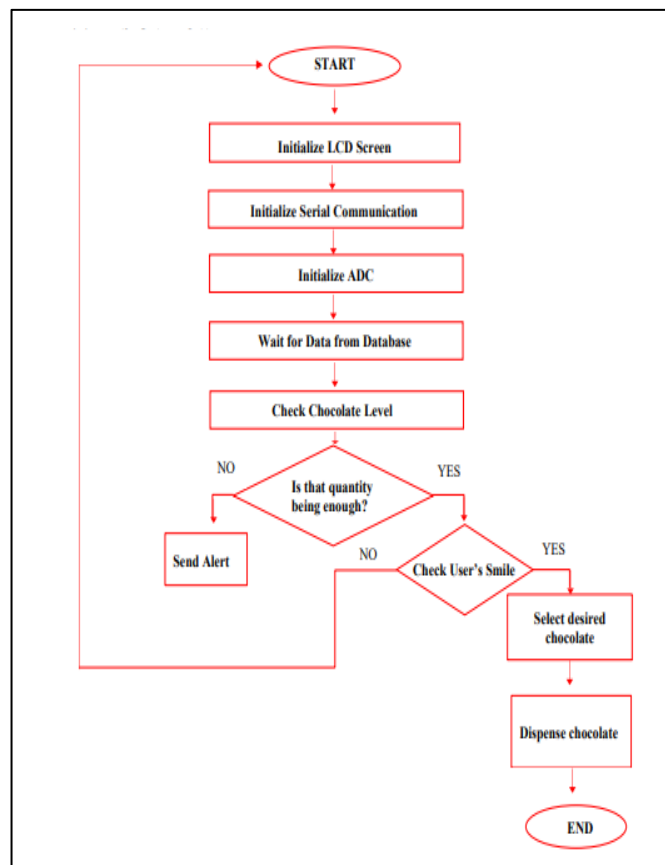 START
Initialize LCD Screen
Initialize Serial Communication
Initialize ADC
Wait for Data from Database
Check Chocolate Level
NO
YES
Is that quantity
being enough?
Send Alert
NO
YES
Check User's Smile
Select desired
chocolate
Dispense chocolate
END